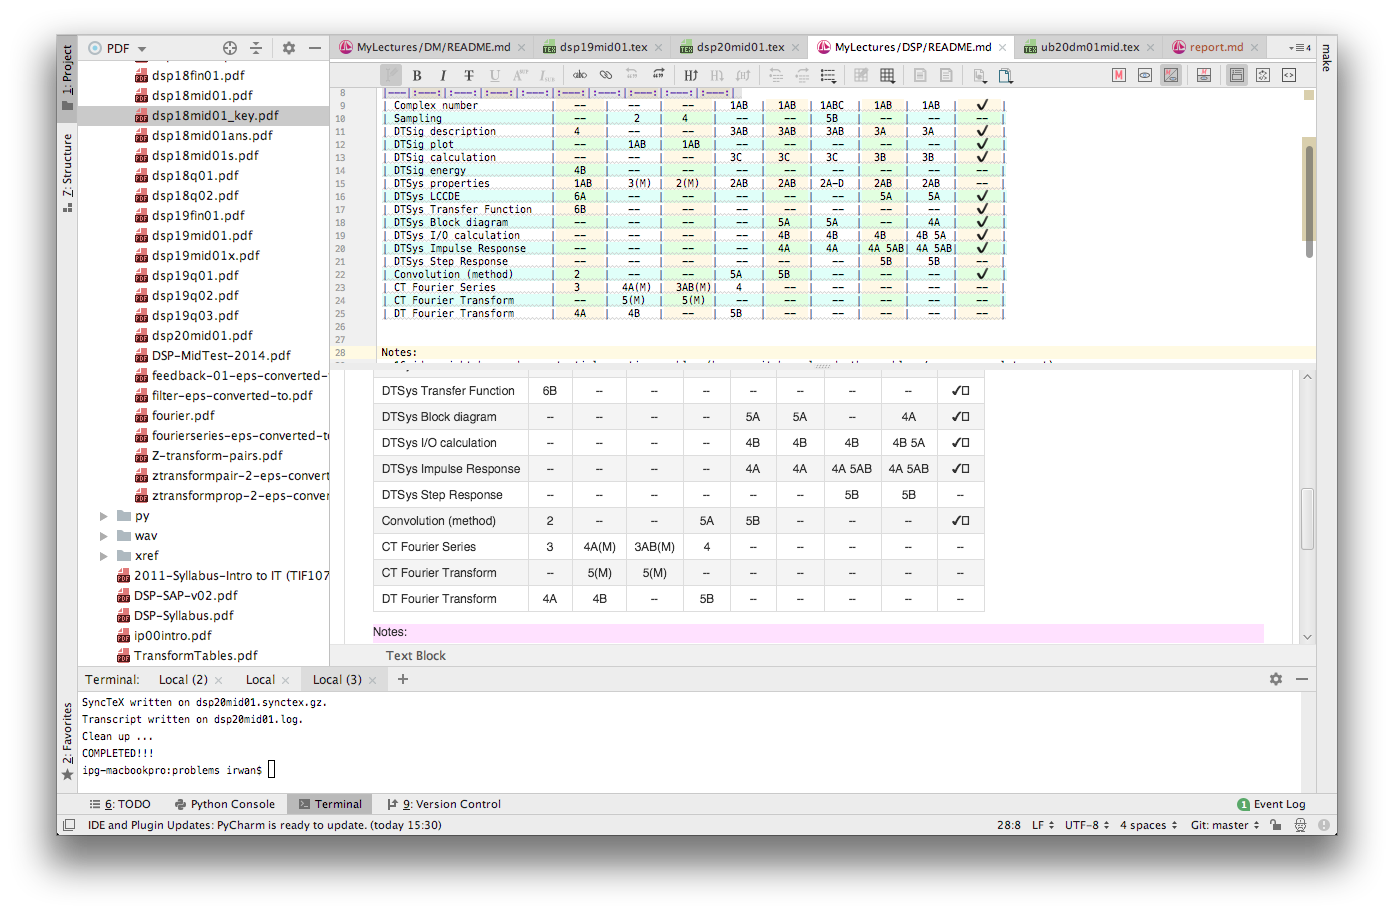 PDF
MyLectures/DM/README.md
dsp19mid01.tex
dsp20mid01.tex
MyLectures/DSP/README.md
ub20dm01mid.tex
report.md
4
1: Project
Z: Structure
2: Favorites
make
dsp18fin01.pdf
dsp18mid01.pdf
dsp18mid01_key.pdf
dsp18mid01ans.pdf
dsp18mid01s.pdf
dsp18q01.pdf
dsp18q02.pdf
dsp19fin01.pdf
dsp19mid01.pdf
dsp19mid01x.pdf
dsp19q01.pdf
dsp19q02.pdf
dsp19q03.pdf
dsp20mid01.pdf
DSP-MidTest-2014.pdf
feedback-01-eps-converted-
filter-eps-converted-to.pdf
fourier.pdf
fourierseries-eps-converted-to
Z-transform-pairs.pdf
ztransformpair-2-eps-convert
ztransformprop-2-eps-conver
py
wav
xref
2011-Syllabus-Intro to IT (TIF107
DSP-SAP-v02.pdf
DSP-Syllabus.pdf
ip00intro.pdf
TransformTables.pdf
8 |———|:———:|:———:|:———:|:———:|:———:|:———:|:———:|:———:|:———:|
9 | Complex number | -- | -- | -- | 1AB | 1AB | 1ABC | 1AB | 1AB | ✔ |
10 | Sampling | -- | 2 | 4 | -- | -- | 5B | -- | -- | -- |
11 | DTSig description | 4 | -- | -- | 3AB | 3AB | 3AB | 3A | 3A | ✔ |
12 | DTSig plot | -- | 1AB | 1AB | -- | -- | -- | -- | -- | ✔ |
13 | DTSig calculation | -- | -- | -- | 3C | 3C | 3C | 3B | 3B | ✔ |
14 | DTSig energy | 4B | -- | -- | -- | -- | -- | -- | -- | -- |
15 | DTSys properties | 1AB | 3(M) | 2(M) | 2AB | 2AB | 2A-D | 2AB | 2AB | -- |
16 | DTSys LCCDE | 6A | -- | -- | -- | -- | -- | 5A | 5A | ✔ |
17 | DTSys Transfer Function | 6B | -- | -- | -- | -- | -- | -- | -- | ✔ |
18 | DTSys Block diagram | -- | -- | -- | -- | 5A | 5A | -- | 4A | ✔ |
19 | DTSys I/O calculation | -- | -- | -- | -- | 4B | 4B | 4B | 4B 5A | ✔ |
20 | DTSys Impulse Response | -- | -- | -- | -- | 4A | 4A | 4A 5AB| 4A 5AB| ✔ |
21 | DTSys Step Response | -- | -- | -- | -- | -- | -- | 5B | 5B | -- |
22 | Convolution (method) | 2 | -- | -- | 5A | 5B | -- | -- | -- | ✔ |
23 | CT Fourier Series | 3 | 4A(M) | 3AB(M)| 4 | -- | -- | -- | -- | -- |
24 | CT Fourier Transform | -- | 5(M) | 5(M) | -- | -- | -- | -- | -- | -- |
25 | DT Fourier Transform | 4A | 4B | -- | 5B | -- | -- | -- | -- | -- |
26
27
28 Notes:
DTSys Transfer Function 6B -- -- -- -- -- -- -- ✔
DTSys Block diagram -- -- -- -- 5A 5A -- 4A ✔
DTSys I/O calculation -- -- -- -- 4B 4B 4B 4B 5A ✔
DTSys Impulse Response -- -- -- -- 4A 4A 4A 5AB 4A 5AB ✔
DTSys Step Response -- -- -- -- -- -- 5B 5B --
Convolution (method) 2 -- -- 5A 5B -- -- -- ✔
CT Fourier Series 3 4A(M) 3AB(M) 4 -- -- -- -- --
CT Fourier Transform -- 5(M) 5(M) -- -- -- -- -- --
DT Fourier Transform 4A 4B -- 5B -- -- -- -- --
Notes:
Text Block
Terminal: Local (2) Local Local (3) +
SyncTeX written on dsp20mid01.synctex.gz.
Transcript written on dsp20mid01.log.
Clean up ...
COMPLETED!!!
ipg-macbookpro:problems irwan$
6: TODO Python Console Terminal 9: Version Control 1 Event Log
IDE and Plugin Updates: PyCharm is ready to update. (today 15:30) 28:8 LF UTF-8 4 spaces Git: master